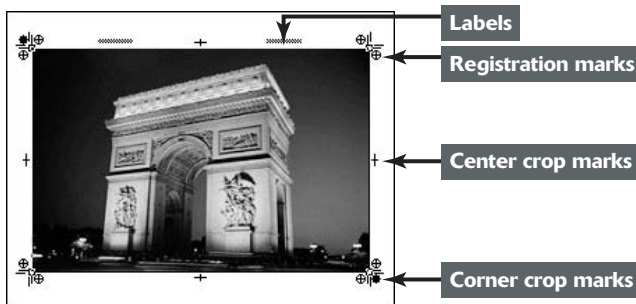 Labels
Registration marks
Center crop marks
Corner crop marks